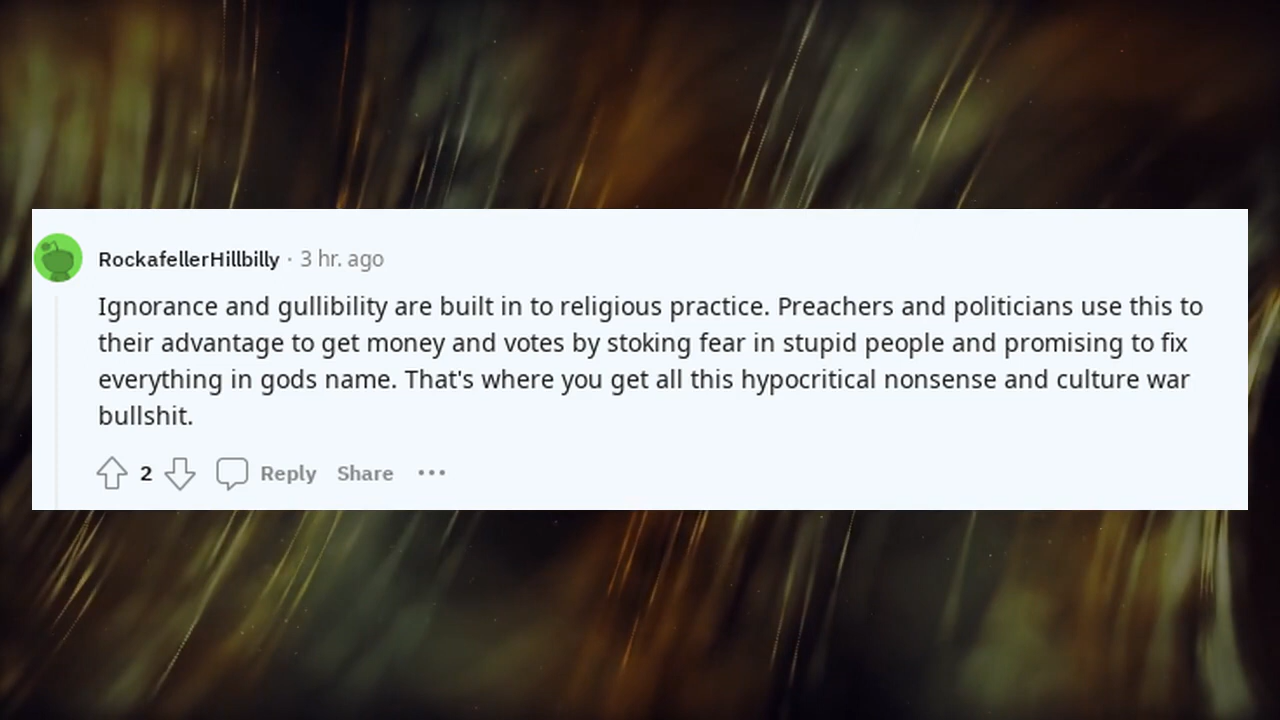 RockafellerHillbilly · 3 hr. ago
Ignorance and gullibility are built in to religious practice. Preachers and politicians use this to
their advantage to get money and votes by stoking fear in stupid people and promising to fix
everything in gods name. That's where you get all this hypocritical nonsense and culture war
bullshit.
2 Reply Share ···